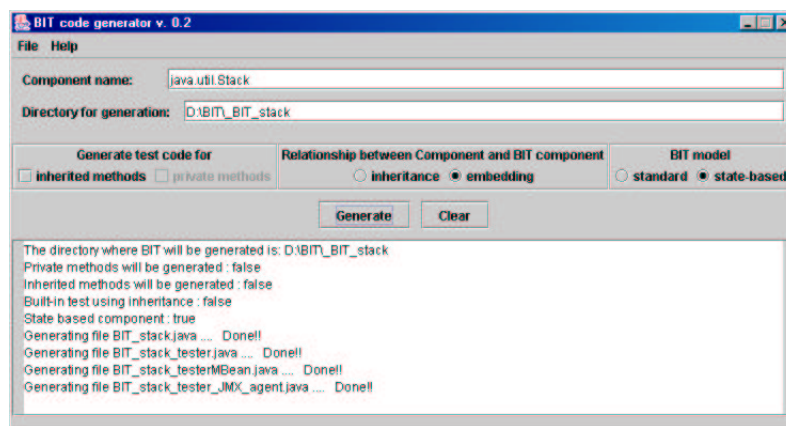 BIT code generator v. 0.2
File Help
Component name: java.util.Stack
Directory for generation: D:\BIT\_BIT_stack
Generate test code for
inherited methods private methods
Relationship between Component and BIT component
inheritance embedding
BIT model
standard state-based
Generate Clear
The directory where BIT will be generated is: D:\BIT\_BIT_stack
Private methods will be generated : false
Inherited methods will be generated : false
Built-in test using inheritance : false
State based component : true
Generating file BIT_stack.java .... Done!!
Generating file BIT_stack_tester.java .... Done!!
Generating file BIT_stack_testerMBean.java .... Done!!
Generating file BIT_stack_tester_JMX_agent.java .... Done!!